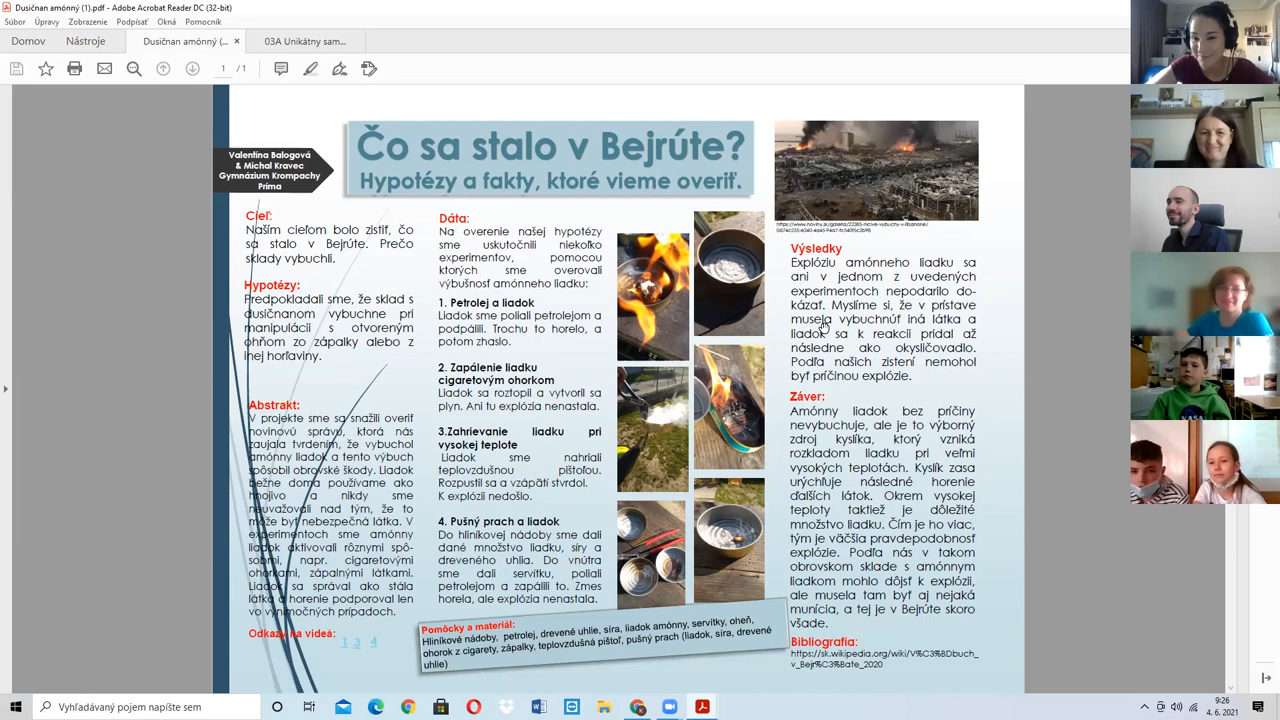 Dusičnan amónný (1).pdf - Adobe Acrobat Reader DC (32-bit)
Súbor Úpravy Zobrazenie Podpísať Okná Pomocník
Domov Nástroje Dusičnan amónný (... × 03A Unikátny sam...
1 / 1
Valentína Balogová
& Michal Kravec
Gymnázium Krompachy
Príma
Čo sa stalo v Bejrúte?
Hypotézy a fakty, ktoré vieme overiť.
Cieľ:
Naším cieľom bolo zistiť, čo
sa stalo v Bejrúte. Prečo
sklady vybuchli.
Hypotézy:
Predpokladali sme, že sklad s
dusičnanom vybuchne pri
manipulácii s otvoreným
ohňom zo zápalky alebo z
inej horľaviny.
Abstrakt:
V projekte sme sa snažili overiť
novinovú správu, ktorá nás
zaujala tvrdením, že vybuchol
amónny liadok a tento výbuch
spôsobil obrovské škody. Liadok
bežne doma používame ako
hnojivo a nikdy sme
neuvažovali nad tým, že to
može byť nebezpečná látka. V
experimentoch sme amónny
liadok aktivovali rôznymi spô-
sobmi, napr. cigaretovými
ohorkami, zápalnými látkami.
Liadok sa správal ako stála
látka a horenie podporoval len
vo výnimočných prípadoch.
Odkazy na videá: 1 3 4
Dáta:
Na overenie našej hypotézy
sme uskutočnili niekoľko
experimentov, pomocou
ktorých sme overovali
výbušnosť amónneho liadku:
1. Petrolej a liadok
Liadok sme poliali petrolejom a
podpálili. Trochu to horelo, a
potom zhaslo.
2. Zapálenie liadku
cigaretovým ohorkom
Liadok sa roztopil a vytvoril sa
plyn. Ani tu explózia nenastala.
3.Zahrievanie liadku pri
vysokej teplote
Liadok sme nahriali
teplovzdušnou pištoľou.
Rozpustil sa a vzápätí stvrdol.
K explózii nedošlo.
4. Pušný prach a liadok
Do hliníkovej nádoby sme dali
dané množstvo liadku, síry a
dreveného uhlia. Do vnútra
sme dali servítku, poliali
petrolejom a zapálili to. Zmes
horela, ale explózia nenastala.
Pomôcky a materiál:
Hliníkové nádoby, petrolej, drevené uhlie, síra, liadok amónny, servítky, oheň,
ohorok z cigarety, zápalky, teplovzdušná pištoľ, pušný prach (liadok, síra, drevené
uhlie)
Výsledky
Explóziu amónneho liadku sa
ani v jednom z uvedených
experimentoch nepodarilo do-
kázať. Myslíme si, že v prístave
musela vybuchnúť iná látka a
liadok sa k reakcii pridal až
následne ako okysličovadlo.
Podľa našich zistení nemohol
byť príčinou explózie.
Záver:
Amónny liadok bez príčiny
nevybuchuje, ale je to výborný
zdroj kyslíka, ktorý vzniká
rozkladom liadku pri veľmi
vysokých teplotách. Kyslík zasa
urýchľuje následné horenie
ďalších látok. Okrem vysokej
teploty taktiež je dôležité
množstvo liadku. Čím je ho viac,
tým je väčšia pravdepodobnosť
explózie. Podľa nás v takom
obrovskom sklade s amónnym
liadkom mohlo dôjsť k explózii,
ale musela tam byť aj nejaká
munícia, a tej je v Bejrúte skoro
všade.
Bibliografia:
https://sk.wikipedia.org/wiki/V%C3%BDbuch_
v_Bejr%C3%BAte_2020
NASA
Vyhľadávaný pojem napíšte sem
9:26
4. 6. 2021